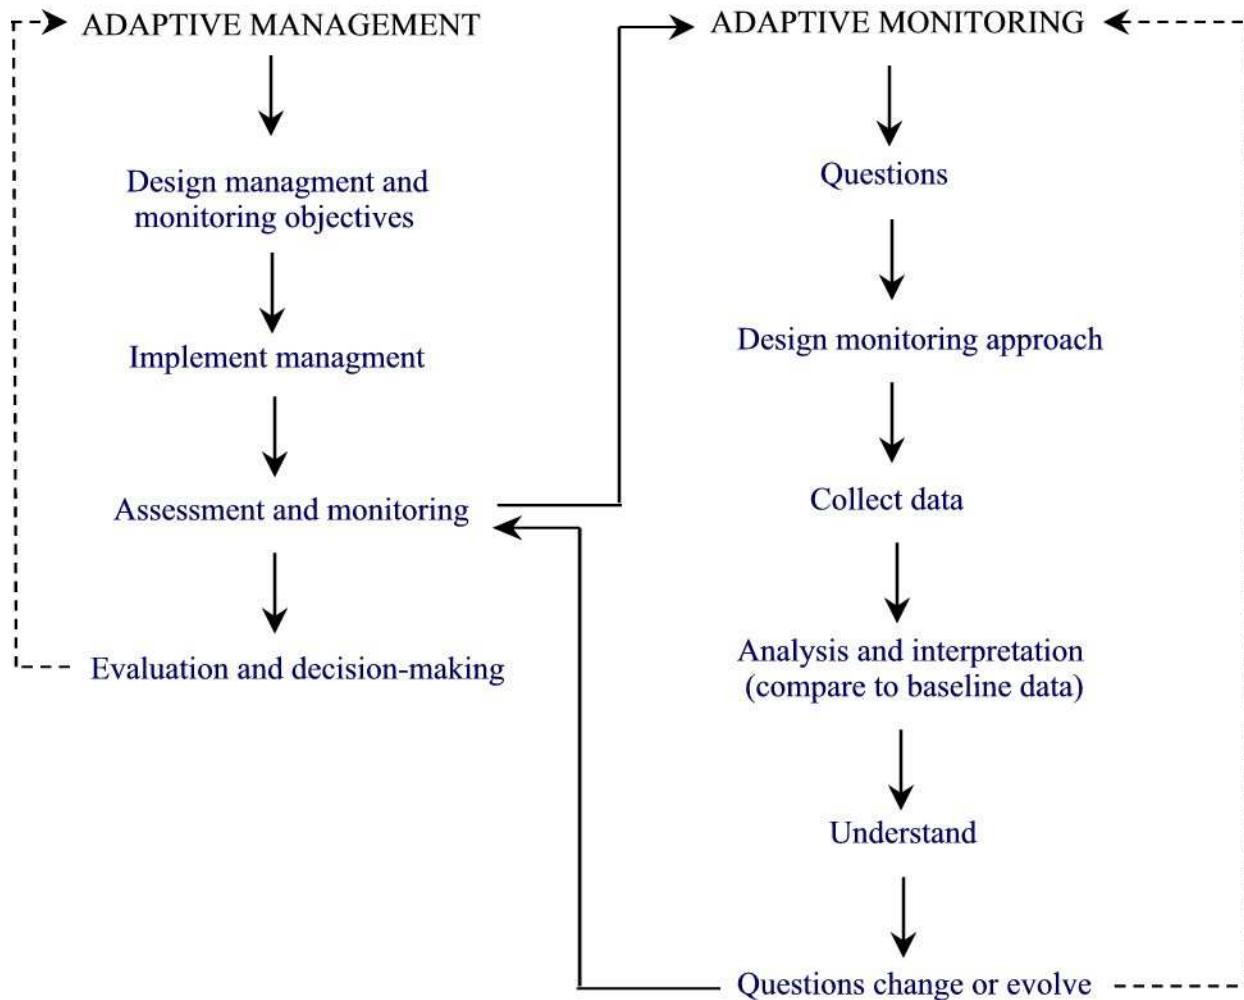 ADAPTIVE MANAGEMENT
Design managment and
monitoring objectives
Implement managment
Assessment and monitoring
Evaluation and decision-making
ADAPTIVE MONITORING
Questions
Design monitoring approach
Collect data
Analysis and interpretation
(compare to baseline data)
Understand
Questions change or evolve